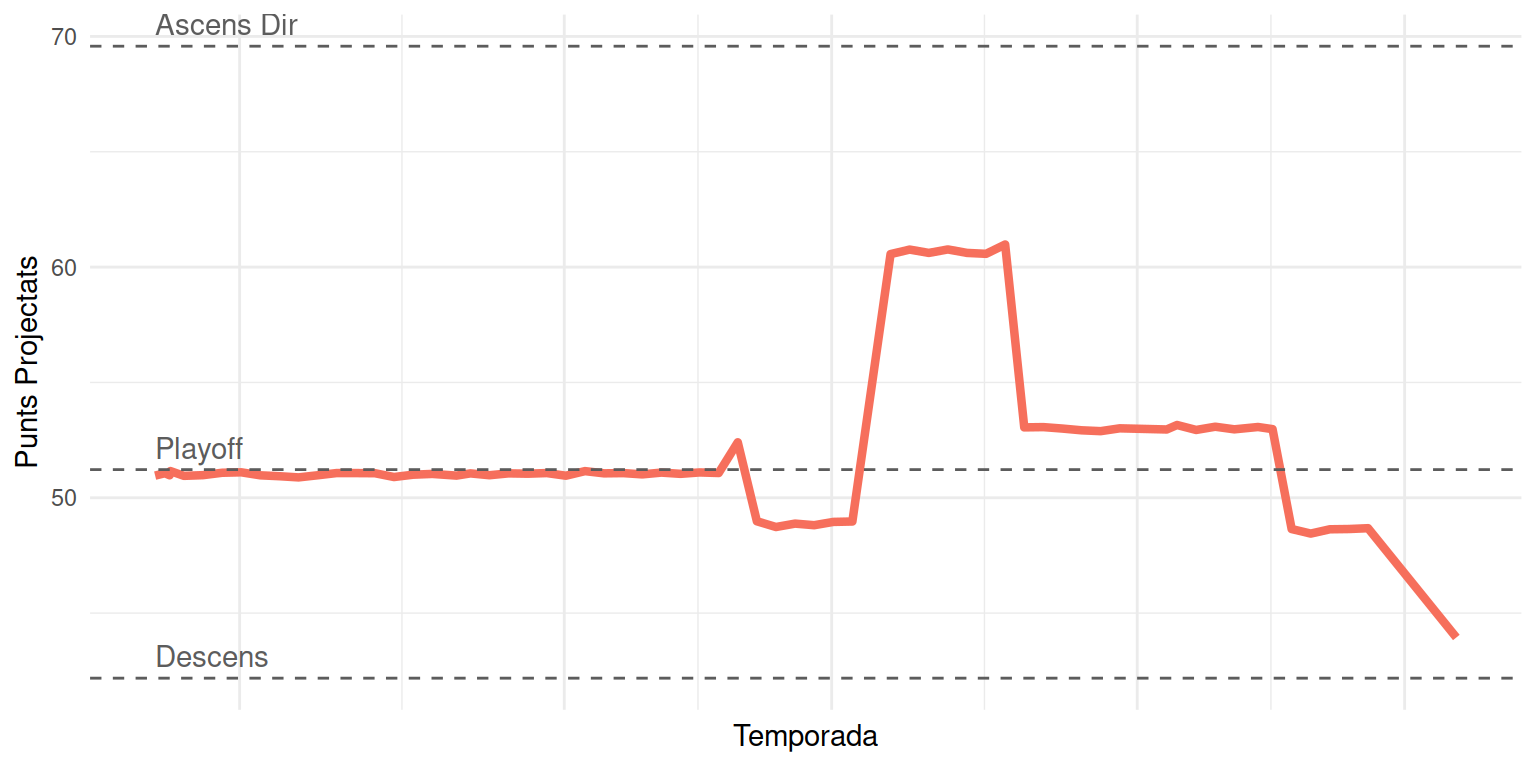 Ascens Dir
70
60
Playoff
50
Descens
Punts Projectats
Temporada